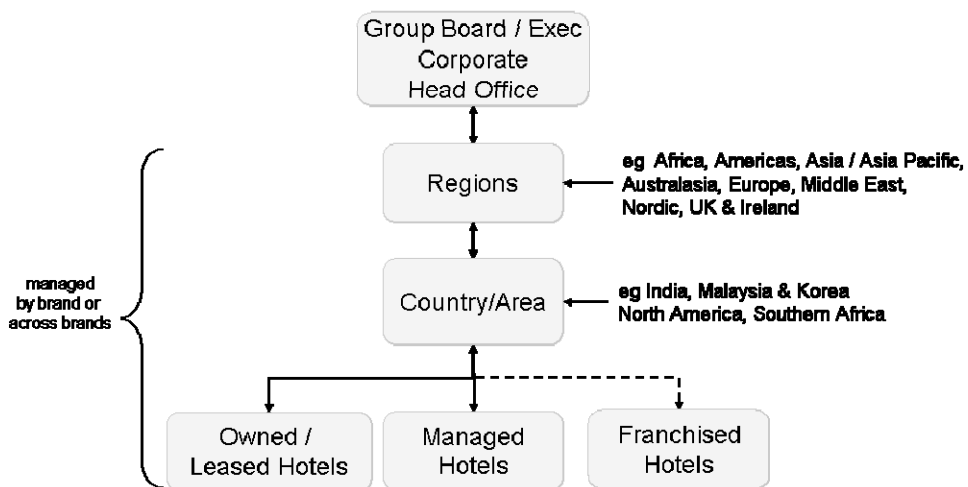 Group Board / Exec
Corporate
Head Office
Regions
eg Africa, Americas, Asia / Asia Pacific,
Australasia, Europe, Middle East,
Nordic, UK & Ireland
managed
by brand or
across brands
Country/Area
eg India, Malaysia & Korea
North America, Southern Africa
Owned /
Leased Hotels
Managed
Hotels
Franchised
Hotels